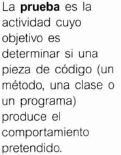 La prueba es la
actividad cuyo
objetivo es
determinar si una
pieza de código (un
método, una clase o
un programa)
produce el
comportamiento
pretendido.